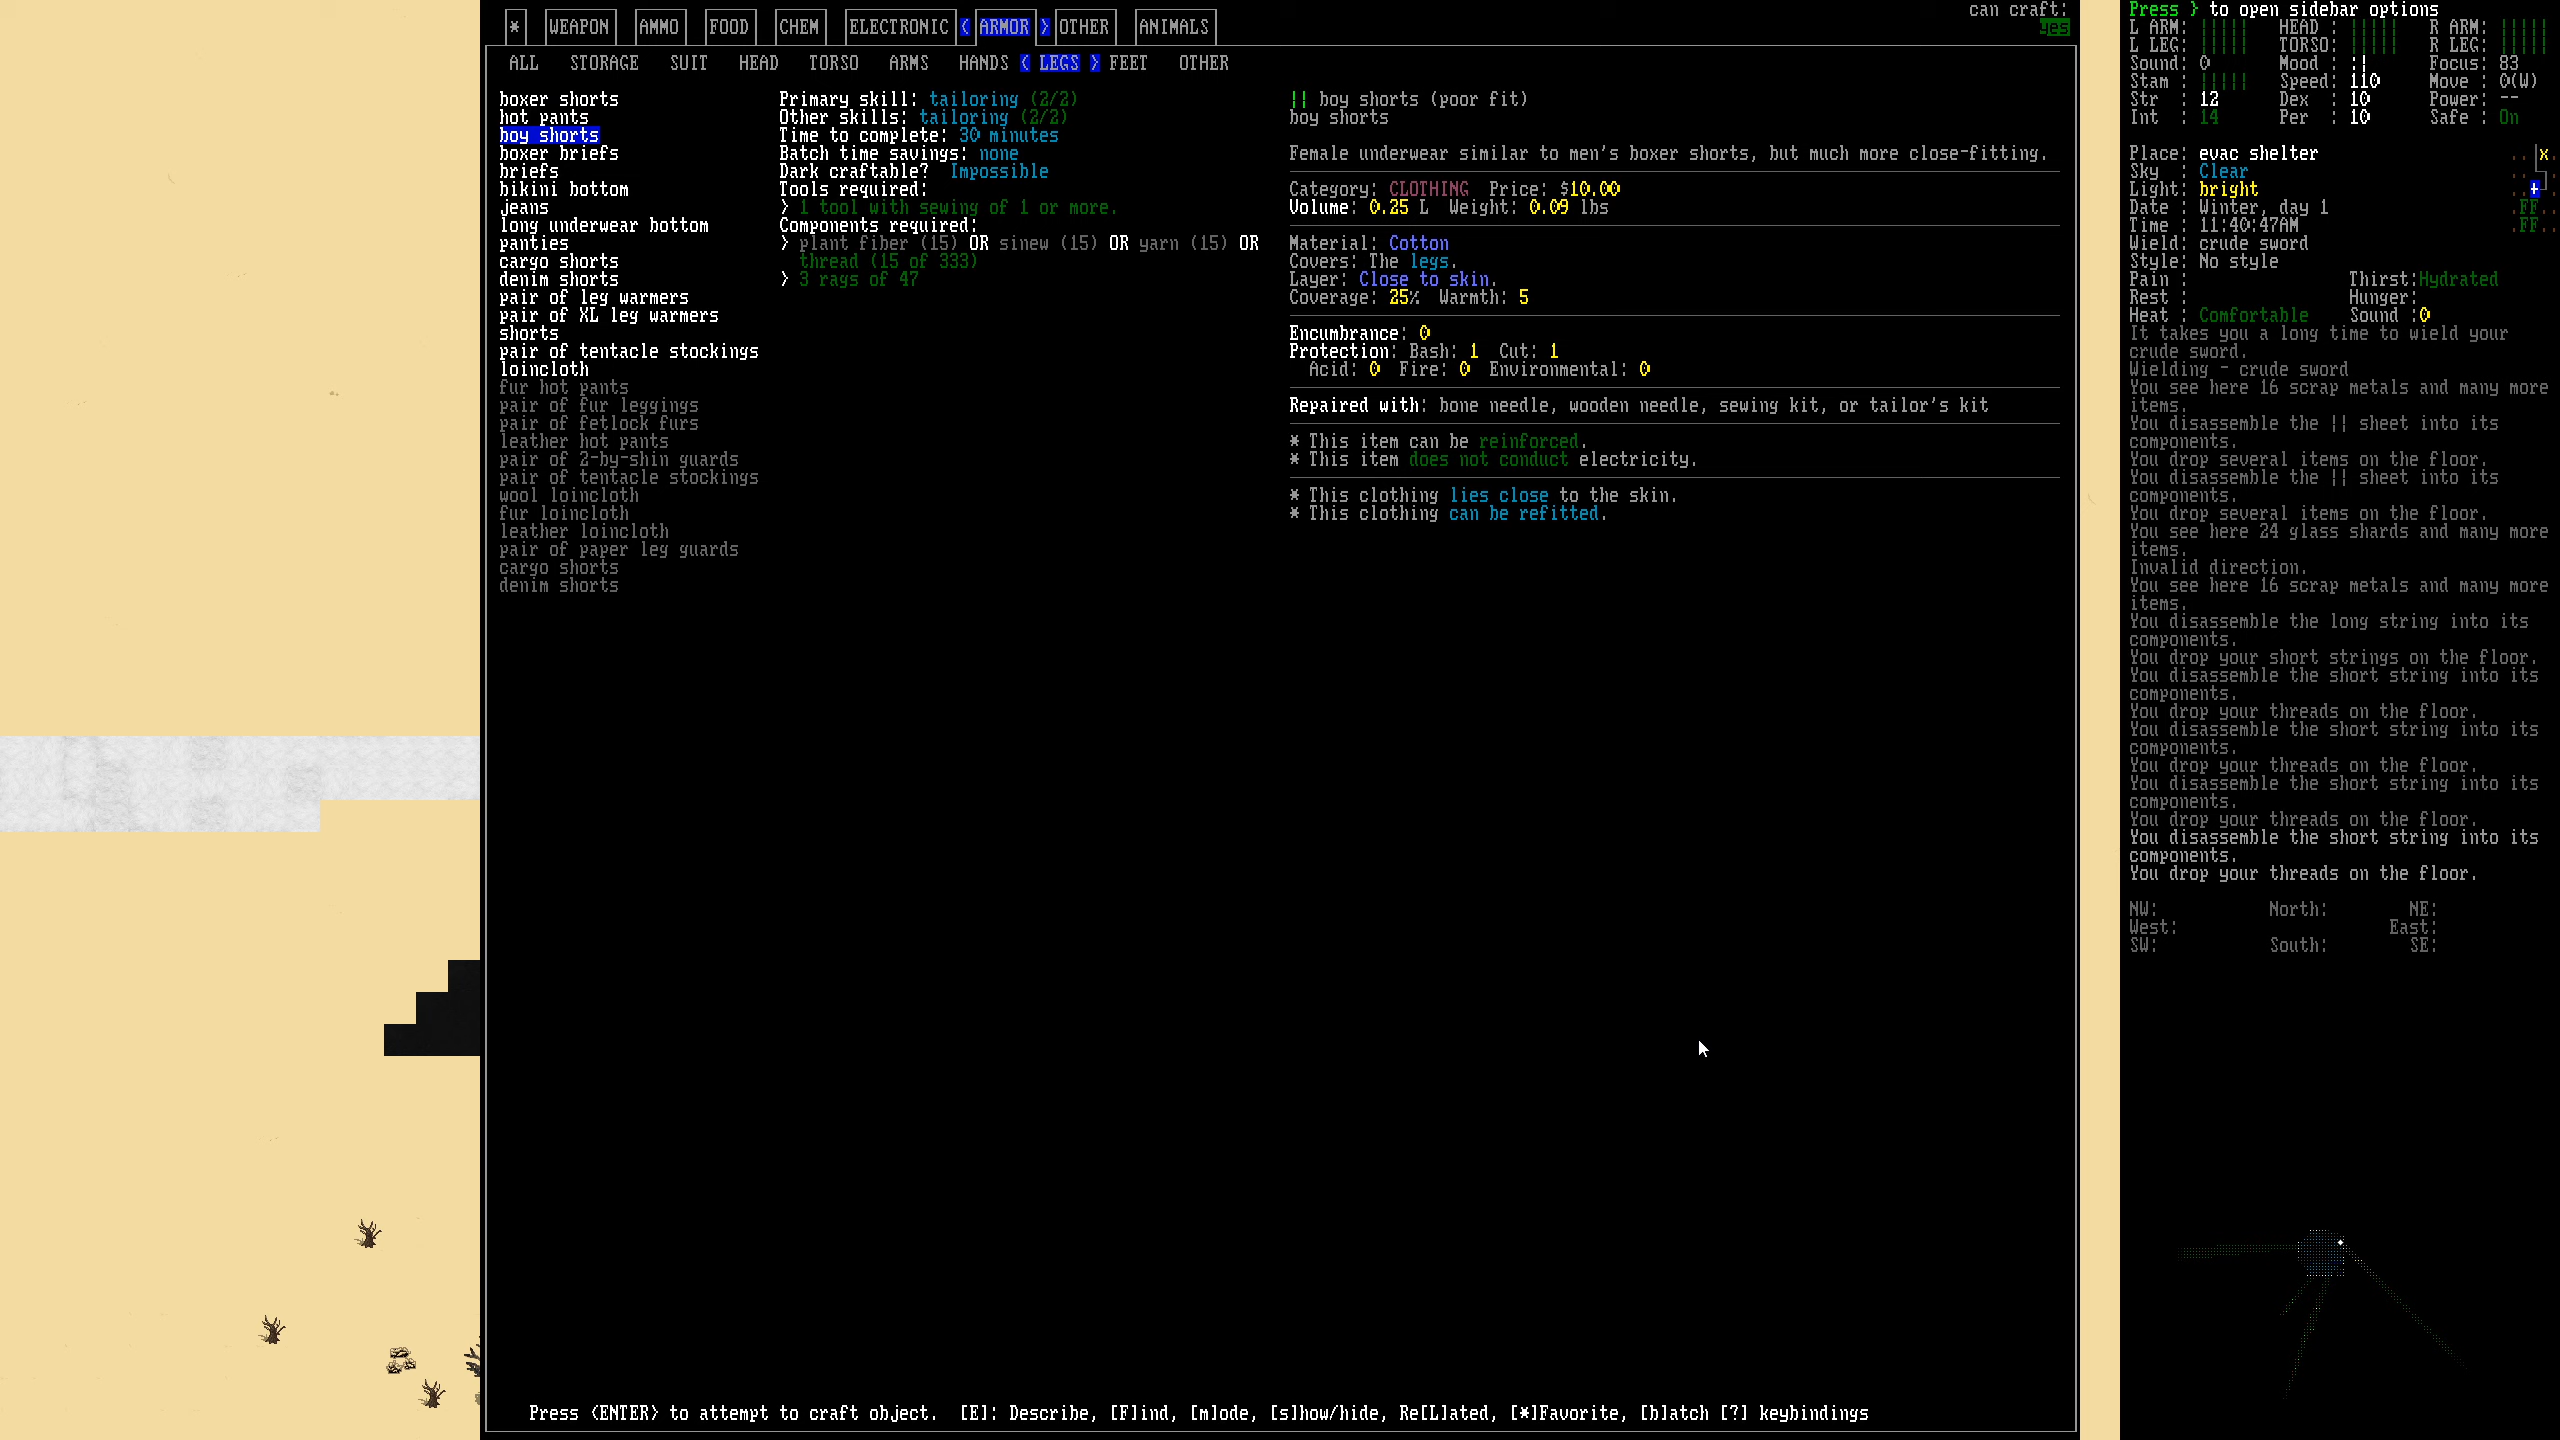 * WEAPON AMMO FOOD CHEM ELECTRONIC < ARMOR > OTHER ANIMALS
can craft:
yes
ALL STORAGE SUIT HEAD TORSO ARMS HANDS < LEGS > FEET OTHER
boxer shorts
hot pants
boy shorts
boxer briefs
briefs
bikini bottom
jeans
long underwear bottom
panties
cargo shorts
denim shorts
pair of leg warmers
pair of XL leg warmers
shorts
pair of tentacle stockings
loincloth
fur hot pants
pair of fur leggings
pair of fetlock furs
leather hot pants
pair of 2-by-shin guards
pair of tentacle stockings
wool loincloth
fur loincloth
leather loincloth
pair of paper leg guards
cargo shorts
denim shorts
Primary skill: tailoring (2/2)
Other skills: tailoring (2/2)
Time to complete: 30 minutes
Batch time savings: none
Dark craftable? Impossible
Tools required:
> 1 tool with sewing of 1 or more.
Components required:
> plant fiber (15) OR sinew (15) OR yarn (15) OR
thread (15 of 333)
> 3 rags of 47
|| boy shorts (poor fit)
boy shorts
Female underwear similar to men's boxer shorts, but much more close-fitting.
Category: CLOTHING Price: $10.00
Volume: 0.25 L Weight: 0.09 lbs
Material: Cotton
Covers: The legs.
Layer: Close to skin.
Coverage: 25% Warmth: 5
Encumbrance: 0
Protection: Bash: 1 Cut: 1
Acid: 0 Fire: 0 Environmental: 0
Repaired with: bone needle, wooden needle, sewing kit, or tailor's kit
* This item can be reinforced.
* This item does not conduct electricity.
* This clothing lies close to the skin.
* This clothing can be refitted.
Press <ENTER> to attempt to craft object. [E]: Describe, [F]ind, [m]ode, [s]how/hide, Re[L]ated, [*]Favorite, [b]atch [?] keybindings
Press } to open sidebar options
L ARM: ||||| HEAD : ||||| R ARM: |||||
L LEG: ||||| TORSO: ||||| R LEG: |||||
Sound: 0 Mood : :| Focus: 83
Stam : ||||| Speed: 110 Move : 0(W)
Str : 12 Dex : 10 Power: --
Int : 14 Per : 10 Safe : On
Place: evac shelter
Sky : Clear
Light: bright
Date : Winter, day 1
Time : 11:40:47AM
Wield: crude sword
Style: No style
Pain : Thirst:Hydrated
Rest : Hunger:
Heat : Comfortable Sound :0
It takes you a long time to wield your
crude sword.
Wielding - crude sword
You see here 16 scrap metals and many more
items.
You disassemble the || sheet into its
components.
You drop several items on the floor.
You disassemble the || sheet into its
components.
You drop several items on the floor.
You see here 24 glass shards and many more
items.
Invalid direction.
You see here 16 scrap metals and many more
items.
You disassemble the long string into its
components.
You drop your short strings on the floor.
You disassemble the short string into its
components.
You drop your threads on the floor.
You disassemble the short string into its
components.
You drop your threads on the floor.
You disassemble the short string into its
components.
You drop your threads on the floor.
You disassemble the short string into its
components.
You drop your threads on the floor.
NW: North: NE:
West: East:
SW: South: SE: